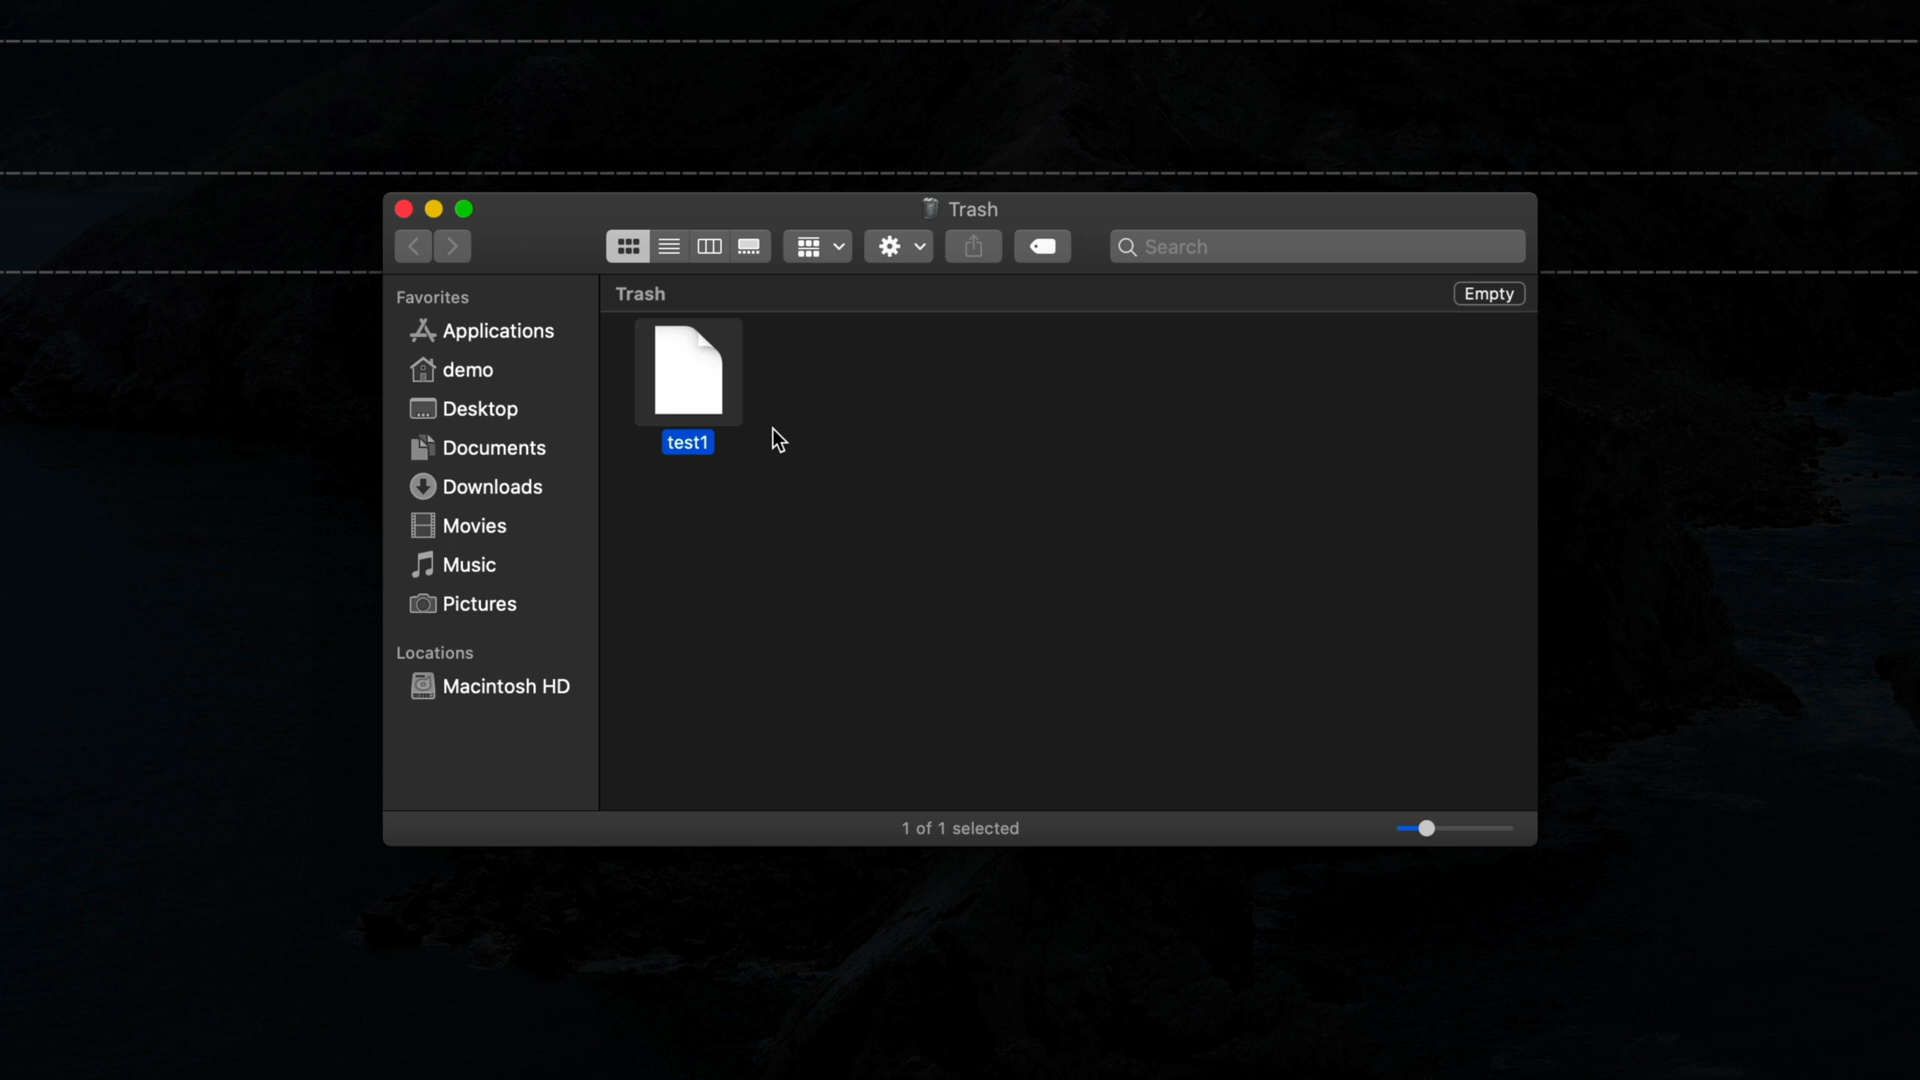 Trash
Search
Favorites
Applications
demo
Desktop
Documents
Downloads
Movies
Music
Pictures
Locations
Macintosh HD
Trash
Empty
test1
1 of 1 selected